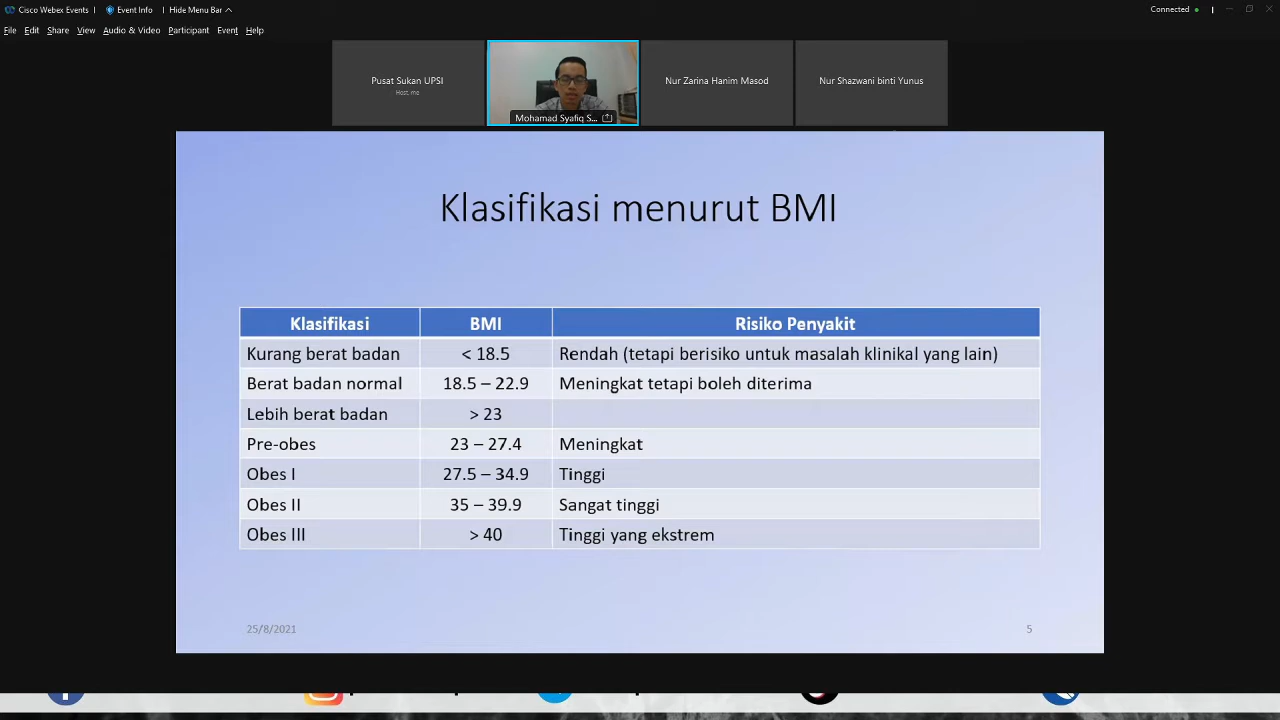 Cisco Webex Events Event Info Hide Menu Bar Connected
File Edit Share View Audio & Video Participant Event Help
Pusat Sukan UPSI
Host, me
Mohamad Syafiq S...
Nur Zarina Hanim Masod
Nur Shazwani binti Yunus
Klasifikasi menurut BMI
Klasifikasi BMI Risiko Penyakit
Kurang berat badan < 18.5 Rendah (tetapi berisiko untuk masalah klinikal yang lain)
Berat badan normal 18.5 – 22.9 Meningkat tetapi boleh diterima
Lebih berat badan > 23
Pre-obes 23 – 27.4 Meningkat
Obes I 27.5 – 34.9 Tinggi
Obes II 35 – 39.9 Sangat tinggi
Obes III > 40 Tinggi yang ekstrem
25/8/2021 5